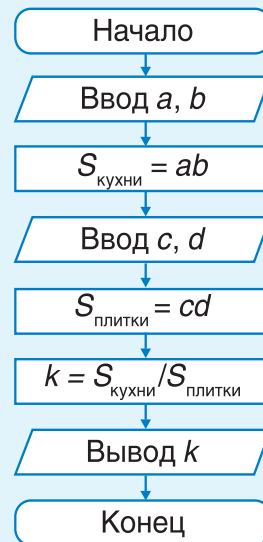 Начало
Ввод a, b
Sкухни = ab
Ввод c, d
Sплитки = cd
k = Sкухни/Sплитки
Вывод k
Конец